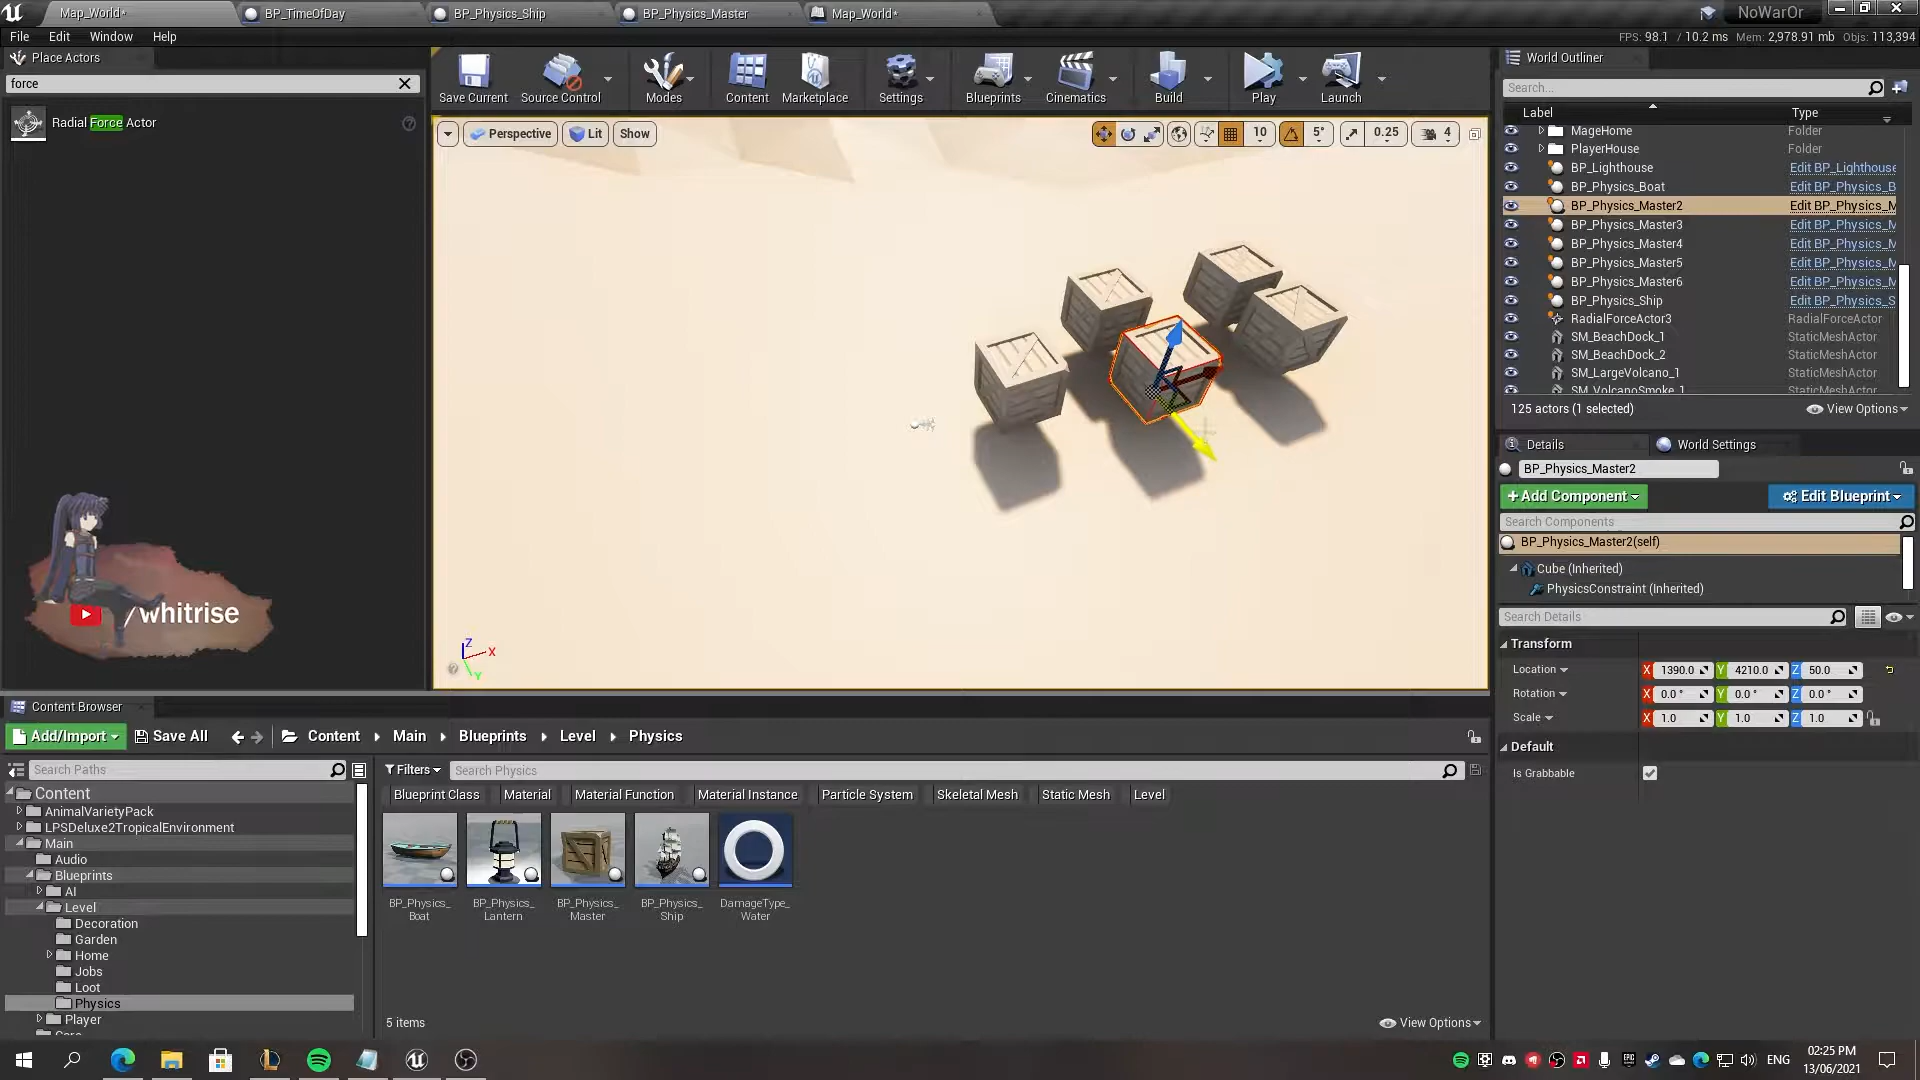 Map_World*
BP_TimeOfDay
BP_Physics_Ship
BP_Physics_Master
Map_World*
NoWarOr
File Edit Window Help
FPS: 98.1 / 10.2 ms Mem: 2,978.91 mb Objs: 113,394
Place Actors
force
Radial Force Actor
Save Current
Source Control
Modes
Content
Marketplace
Settings
Blueprints
Cinematics
Build
Play
Launch
Perspective
Lit
Show
10
5°
0.25
4
Z
X
Y
/whitrise
World Outliner
Search...
Label Type
MageHome Folder
PlayerHouse Folder
BP_Lighthouse Edit BP_Lighthouse
BP_Physics_Boat Edit BP_Physics_B
BP_Physics_Master2 Edit BP_Physics_M
BP_Physics_Master3 Edit BP_Physics_M
BP_Physics_Master4 Edit BP_Physics_M
BP_Physics_Master5 Edit BP_Physics_M
BP_Physics_Master6 Edit BP_Physics_M
BP_Physics_Ship Edit BP_Physics_S
RadialForceActor3 RadialForceActor
SM_BeachDock_1 StaticMeshActor
SM_BeachDock_2 StaticMeshActor
SM_LargeVolcano_1 StaticMeshActor
SM_VolcanoSmoke_1 StaticMeshActor
125 actors (1 selected) View Options
Details
World Settings
BP_Physics_Master2
+Add Component
Edit Blueprint
Search Components
BP_Physics_Master2(self)
Cube (Inherited)
PhysicsConstraint (Inherited)
Search Details
Transform
Location X 1390.0 Y 4210.0 Z 50.0
Rotation X 0.0° Y 0.0° Z 0.0°
Scale X 1.0 Y 1.0 Z 1.0
Default
Is Grabbable
Content Browser
Add/Import
Save All
Content Main Blueprints Level Physics
Search Paths
Filters
Search Physics
Blueprint Class
Material
Material Function
Material Instance
Particle System
Skeletal Mesh
Static Mesh
Level
Content
AnimalVarietyPack
LPSDeluxe2TropicalEnvironment
Main
Audio
Blueprints
AI
Level
Decoration
Garden
Home
Jobs
Loot
Physics
Player
BP_Physics_
Boat
BP_Physics_
Lantern
BP_Physics_
Master
BP_Physics_
Ship
DamageType_
Water
5 items
View Options
ENG
02:25 PM
13/06/2021